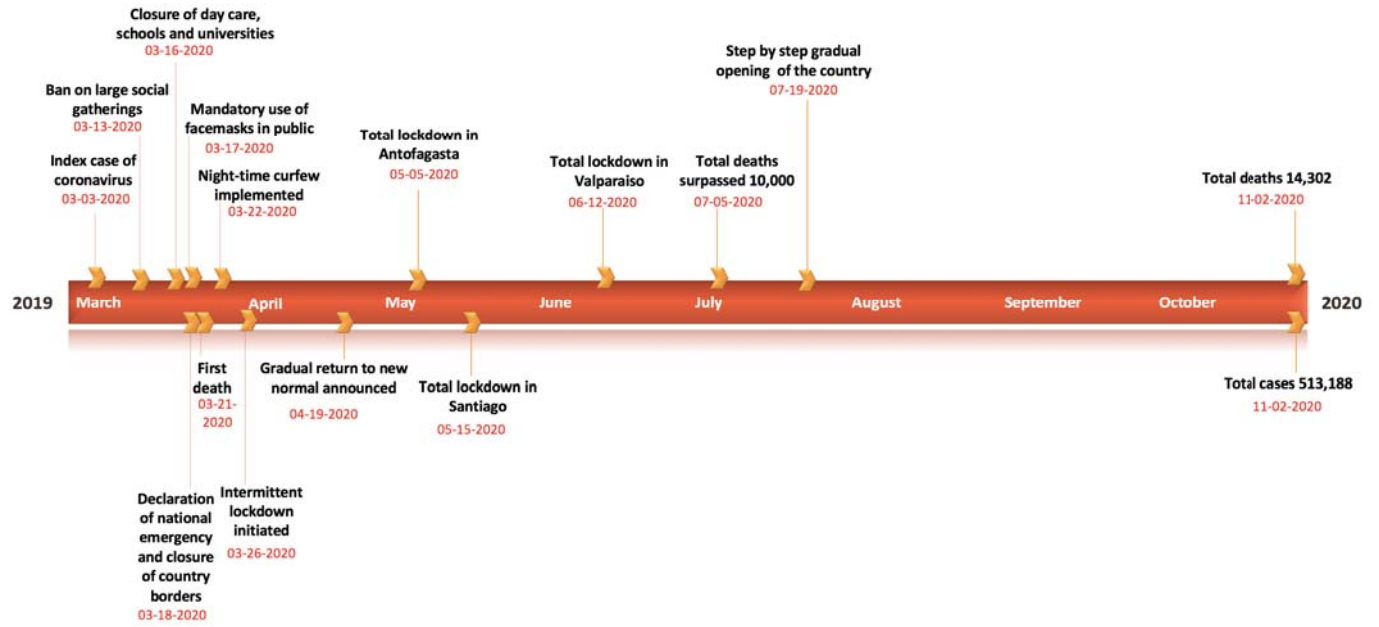 Closure of day care,
schools and universities
03-16-2020
Ban on large social
gatherings
03-13-2020
Mandatory use of
facemasks in public
03-17-2020
Index case of
coronavirus
03-03-2020
Night-time curfew
implemented
03-22-2020
Total lockdown in
Antofagasta
05-05-2020
Total lockdown in
Valparaiso
06-12-2020
Total deaths
surpassed 10,000
07-05-2020
Step by step gradual
opening of the country
07-19-2020
Total deaths 14,302
11-02-2020
2019 March April May June July August September October 2020
First
death
03-21-
2020
Gradual return to new
normal announced
04-19-2020
Total lockdown in
Santiago
05-15-2020
Total cases 513,188
11-02-2020
Declaration
of national
emergency
and closure
of country
borders
03-18-2020
Intermittent
lockdown
initiated
03-26-2020